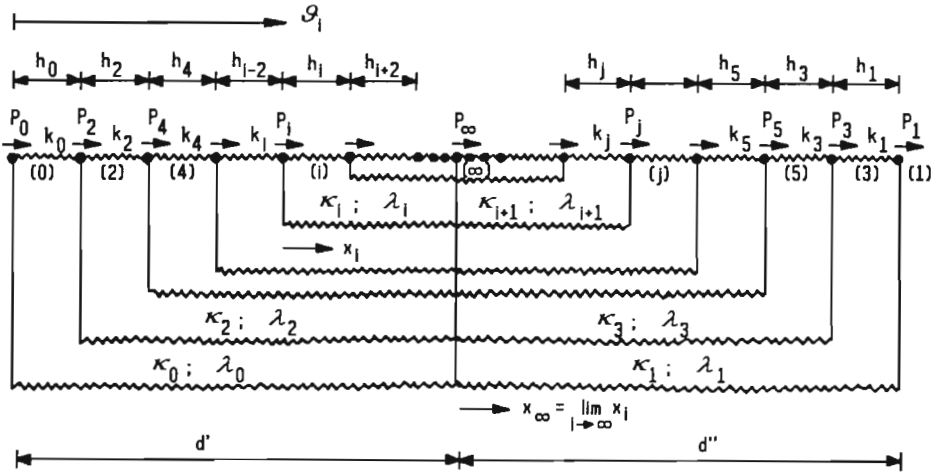 ϑᵢ
h₀ h₂ h₄ hᵢ₋₂ hᵢ hᵢ₊₂ hⱼ h₅ h₃ h₁
P₀ P₂ P₄ Pᵢ P∞ Pⱼ P₅ P₃ P₁
k₀ k₂ k₄ kᵢ kⱼ k₅ k₃ k₁
(0) (2) (4) (i) (∞) (j) (5) (3) (1)
κᵢ ; λᵢ κᵢ₊₁ ; λᵢ₊₁
xᵢ
κ₂ ; λ₂ κ₃ ; λ₃
κ₀ ; λ₀ κ₁ ; λ₁
x∞ = lim xᵢ
i→∞
d' d"